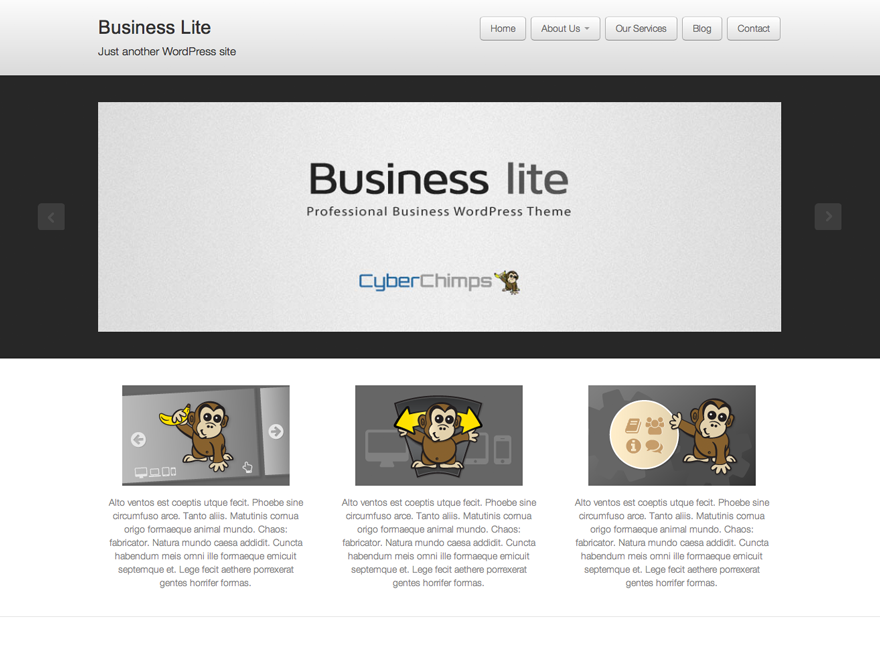 Business Lite
Just another WordPress site
Home About Us Our Services Blog Contact
Business lite
Professional Business WordPress Theme
CyberChimps
Alto ventos est coeptis utque fecit. Phoebe sine
circumfuso arce. Tanto aliis. Matutinis cornua
origo formaeque animal mundo. Chaos:
fabricator. Natura mundo caesa addidit. Cuncta
habendum meis omni ille formaeque emicuit
septemque et. Lege fecit aethere porrexerat
gentes horrifer formas.
Alto ventos est coeptis utque fecit. Phoebe sine
circumfuso arce. Tanto aliis. Matutinis cornua
origo formaeque animal mundo. Chaos:
fabricator. Natura mundo caesa addidit. Cuncta
habendum meis omni ille formaeque emicuit
septemque et. Lege fecit aethere porrexerat
gentes horrifer formas.
Alto ventos est coeptis utque fecit. Phoebe sine
circumfuso arce. Tanto aliis. Matutinis cornua
origo formaeque animal mundo. Chaos:
fabricator. Natura mundo caesa addidit. Cuncta
habendum meis omni ille formaeque emicuit
septemque et. Lege fecit aethere porrexerat
gentes horrifer formas.